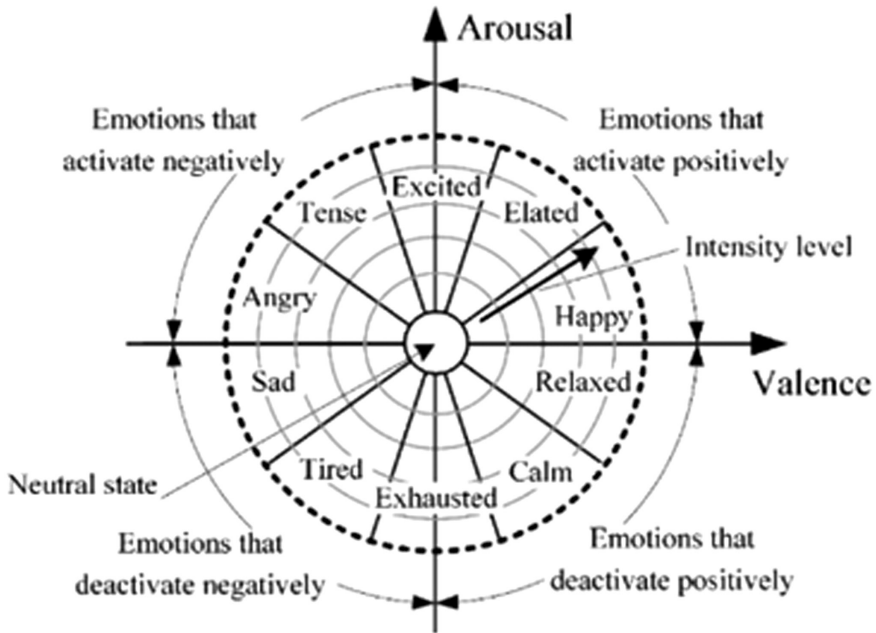 Arousal
Emotions that
activate negatively
Emotions that
activate positively
Excited
Tense
Elated
Intensity level
Angry
Happy
Valence
Sad
Relaxed
Neutral state
Tired
Calm
Exhausted
Emotions that
deactivate negatively
Emotions that
deactivate positively